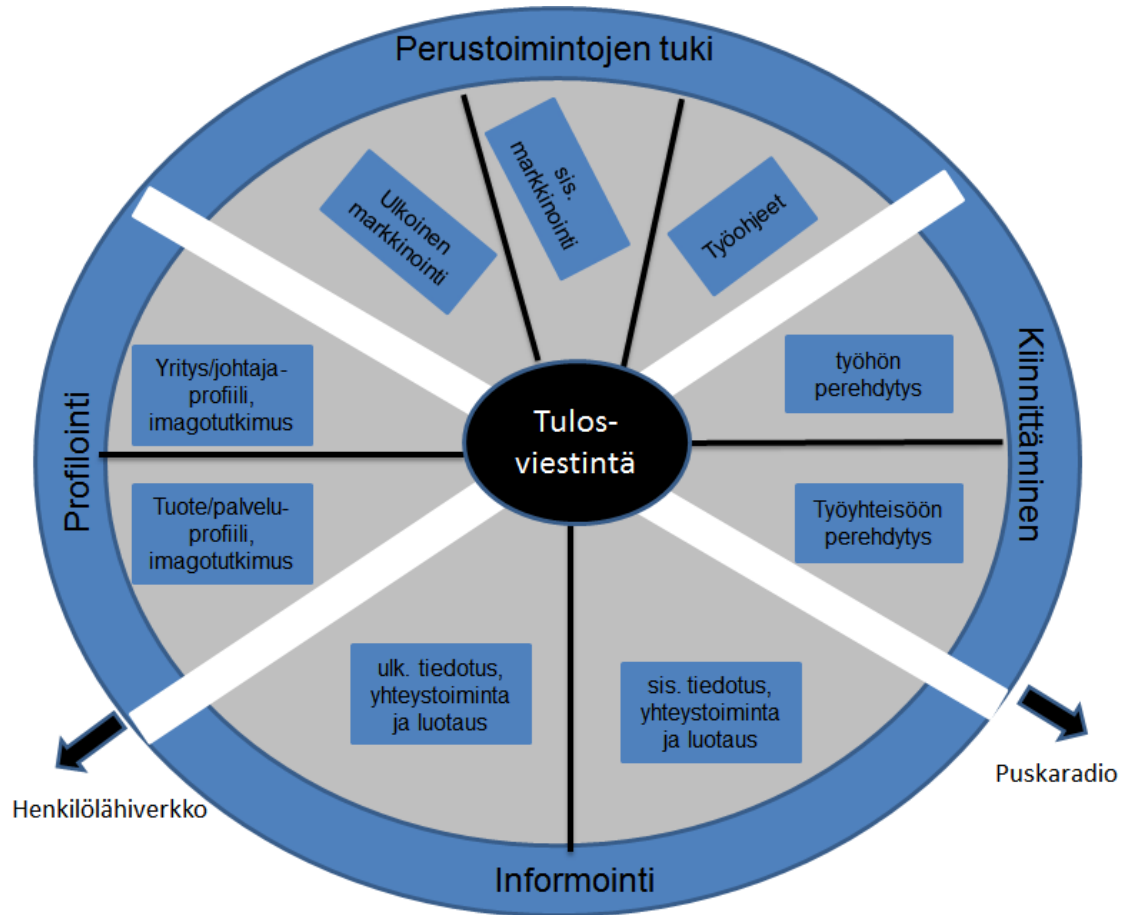 Perustoimintojen tuki
Ulkoinen
markkinointi
sis.
markkinointi
Työohjeet
Profilointi
Yritys/johtaja-
profiili,
imagotutkimus
Tuote/palvelu-
profiili,
imagotutkimus
Tulos-
viestintä
työhön
perehdytys
Työyhteisöön
perehdytys
Kiinnittäminen
ulk. tiedotus,
yhteystoiminta
ja luotaus
sis. tiedotus,
yhteystoiminta
ja luotaus
Henkilölähiverkko
Puskaradio
Informointi